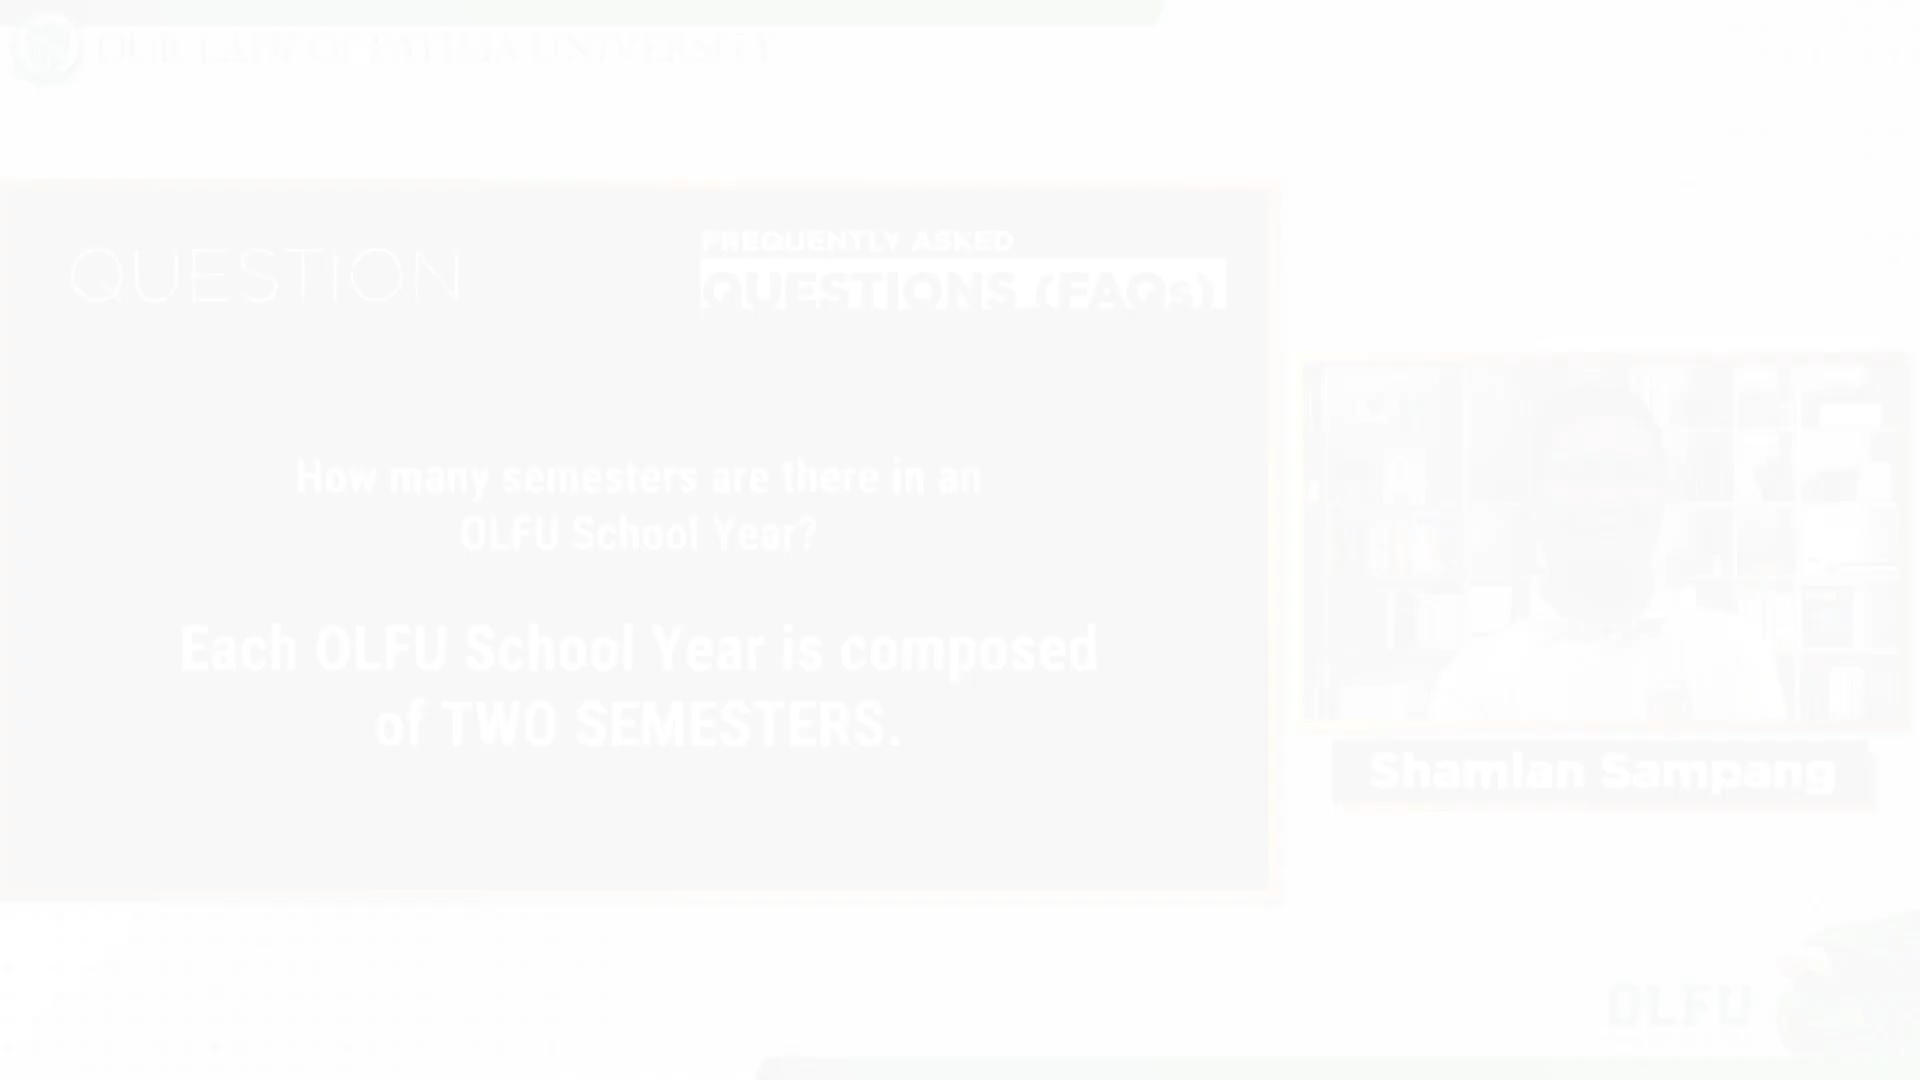 OUR LADY OF FATIMA UNIVERSITY
QUESTION
FREQUENTLY ASKED
QUESTIONS (FAQs)
How many semesters are there in an
OLFU School Year?
Each OLFU School Year is composed
of TWO SEMESTERS.
Shamlan Sampang
OLFU